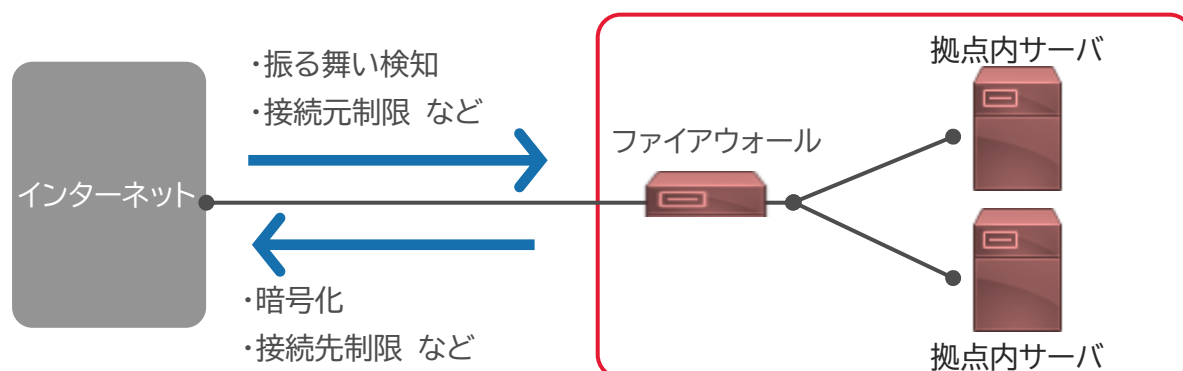 拠点内サーバ
・振る舞い検知
・接続元制限 など
ファイアウォール
インターネット
・暗号化
・接続先制限 など
拠点内サーバ